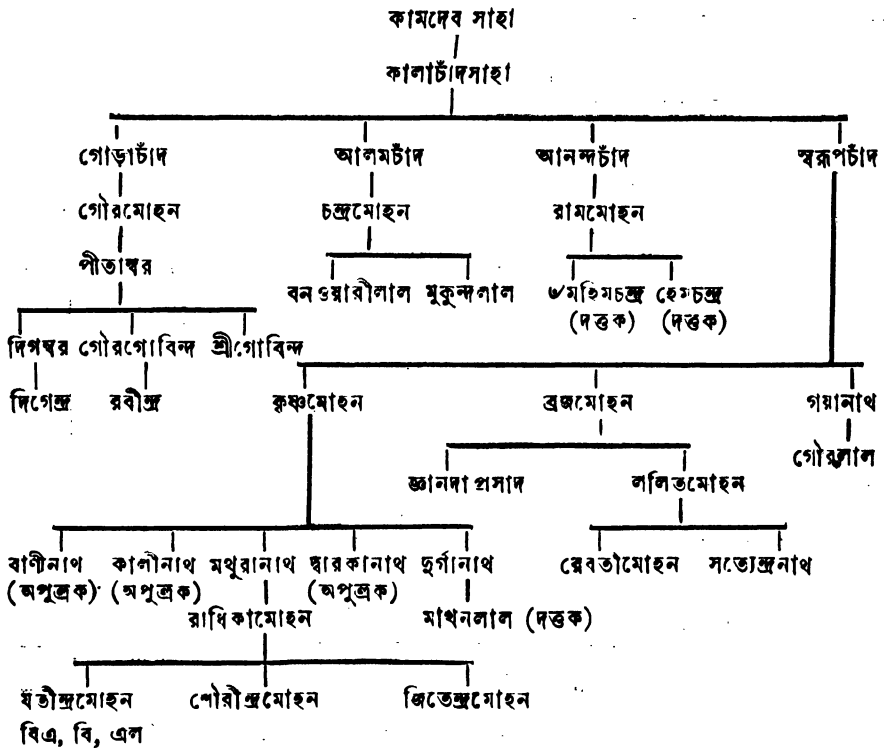 কামদেব সাহা
কালাচাঁদসাহা
গোড়াচাঁদ আলমচাঁদ আনন্দচাঁদ স্বরূপচাঁদ
গৌরমোহন চন্দ্রমোহন রামমোহন
পীতাম্বর
বনওয়ারীলাল মুকুন্দলাল ৺মহিমচন্দ্র হেমচন্দ্র
(দত্তক) (দত্তক)
দিগম্বর গৌরগোবিন্দ শ্রীগোবিন্দ
দিগেন্দ্র রবীন্দ্র কৃষ্ণমোহন ব্রজমোহন গয়ানাথ
গৌরলাল
জ্ঞানদা প্রসাদ ললিতমোহন
বাণীনাথ কালীনাথ মথুরানাথ দ্বারকানাথ দুর্গানাথ রেবতীমোহন সত্যেন্দ্রনাথ
(অপুত্রক) (অপুত্রক) (অপুত্রক)
রাধিকামোহন মাখনলাল (দত্তক)
যতীন্দ্রমোহন শৌরীন্দ্রমোহন জিতেন্দ্রমোহন
বিএ, বি, এল